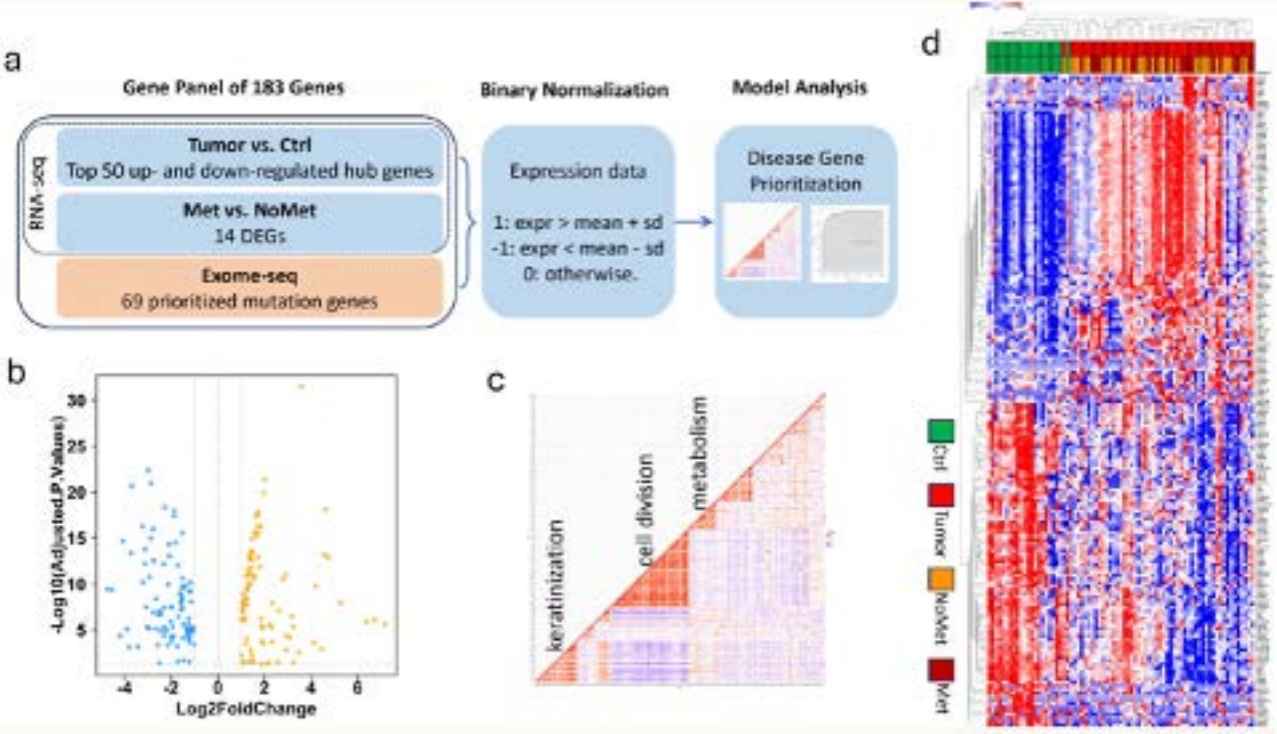 a
Gene Panel of 183 Genes
Binary Normalization
Model Analysis
RNA-seq
Tumor vs. Ctrl
Top 50 up- and down-regulated hub genes
Met vs. NoMet
14 DEGs
Exome-seq
69 prioritized mutation genes
Expression data
1: expr > mean + sd
-1: expr < mean - sd
0: otherwise.
Disease Gene
Prioritization
b
-Log10(Adjusted.P.Values)
30
25
20
15
10
5
-4 -2 0 2 4 6
Log2FoldChange
c
keratinization
cell division
metabolism
d
Ctrl
Tumor
NoMet
Met